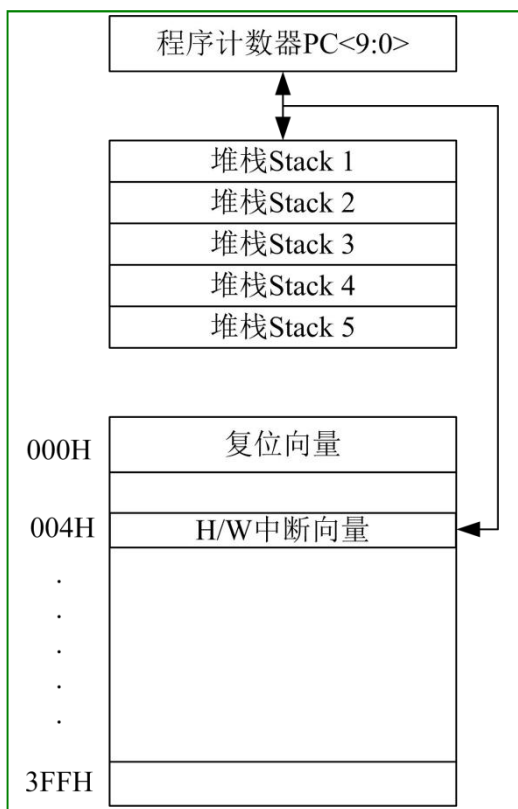 程序计数器PC<9:0>
堆栈Stack 1
堆栈Stack 2
堆栈Stack 3
堆栈Stack 4
堆栈Stack 5
000H 复位向量
004H H/W中断向量
.
.
.
.
.
3FFH